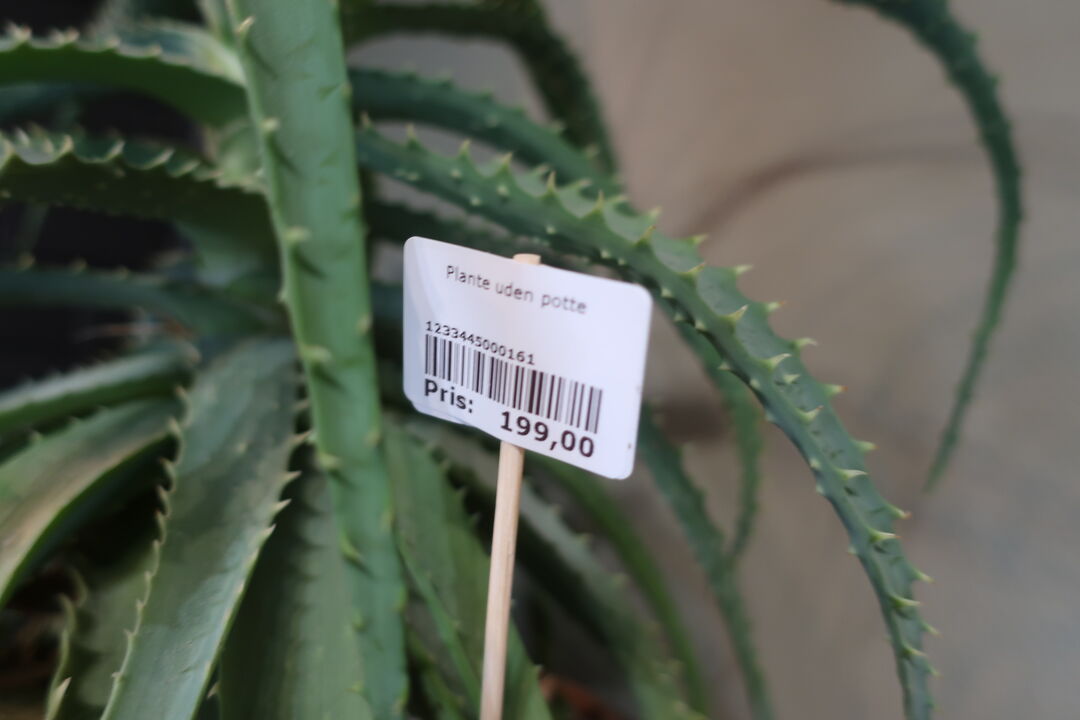 Plante uden potte
1233445000161
Pris: 199,00